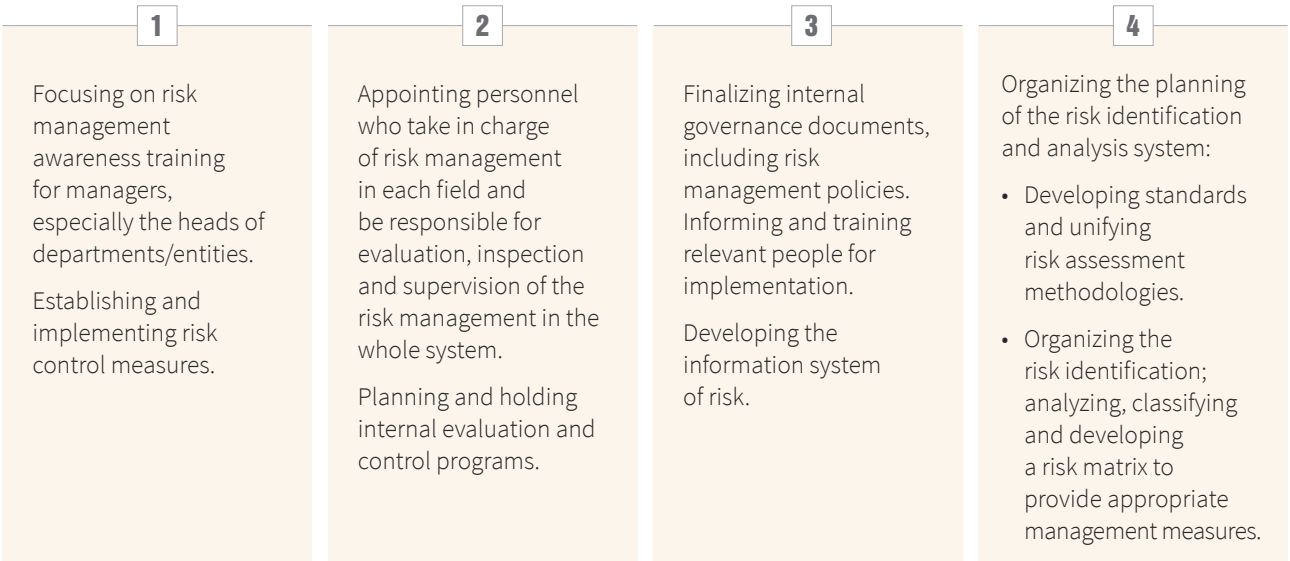 1
Focusing on risk
management
awareness training
for managers,
especially the heads of
departments/entities.
Establishing and
implementing risk
control measures.
2
Appointing personnel
who take in charge
of risk management
in each field and
be responsible for
evaluation, inspection
and supervision of the
risk management in the
whole system.
Planning and holding
internal evaluation and
control programs.
3
Finalizing internal
governance documents,
including risk
management policies.
Informing and training
relevant people for
implementation.
Developing the
information system
of risk.
4
Organizing the planning
of the risk identification
and analysis system:
• Developing standards
and unifying
risk assessment
methodologies.
• Organizing the
risk identification;
analyzing, classifying
and developing
a risk matrix to
provide appropriate
management measures.